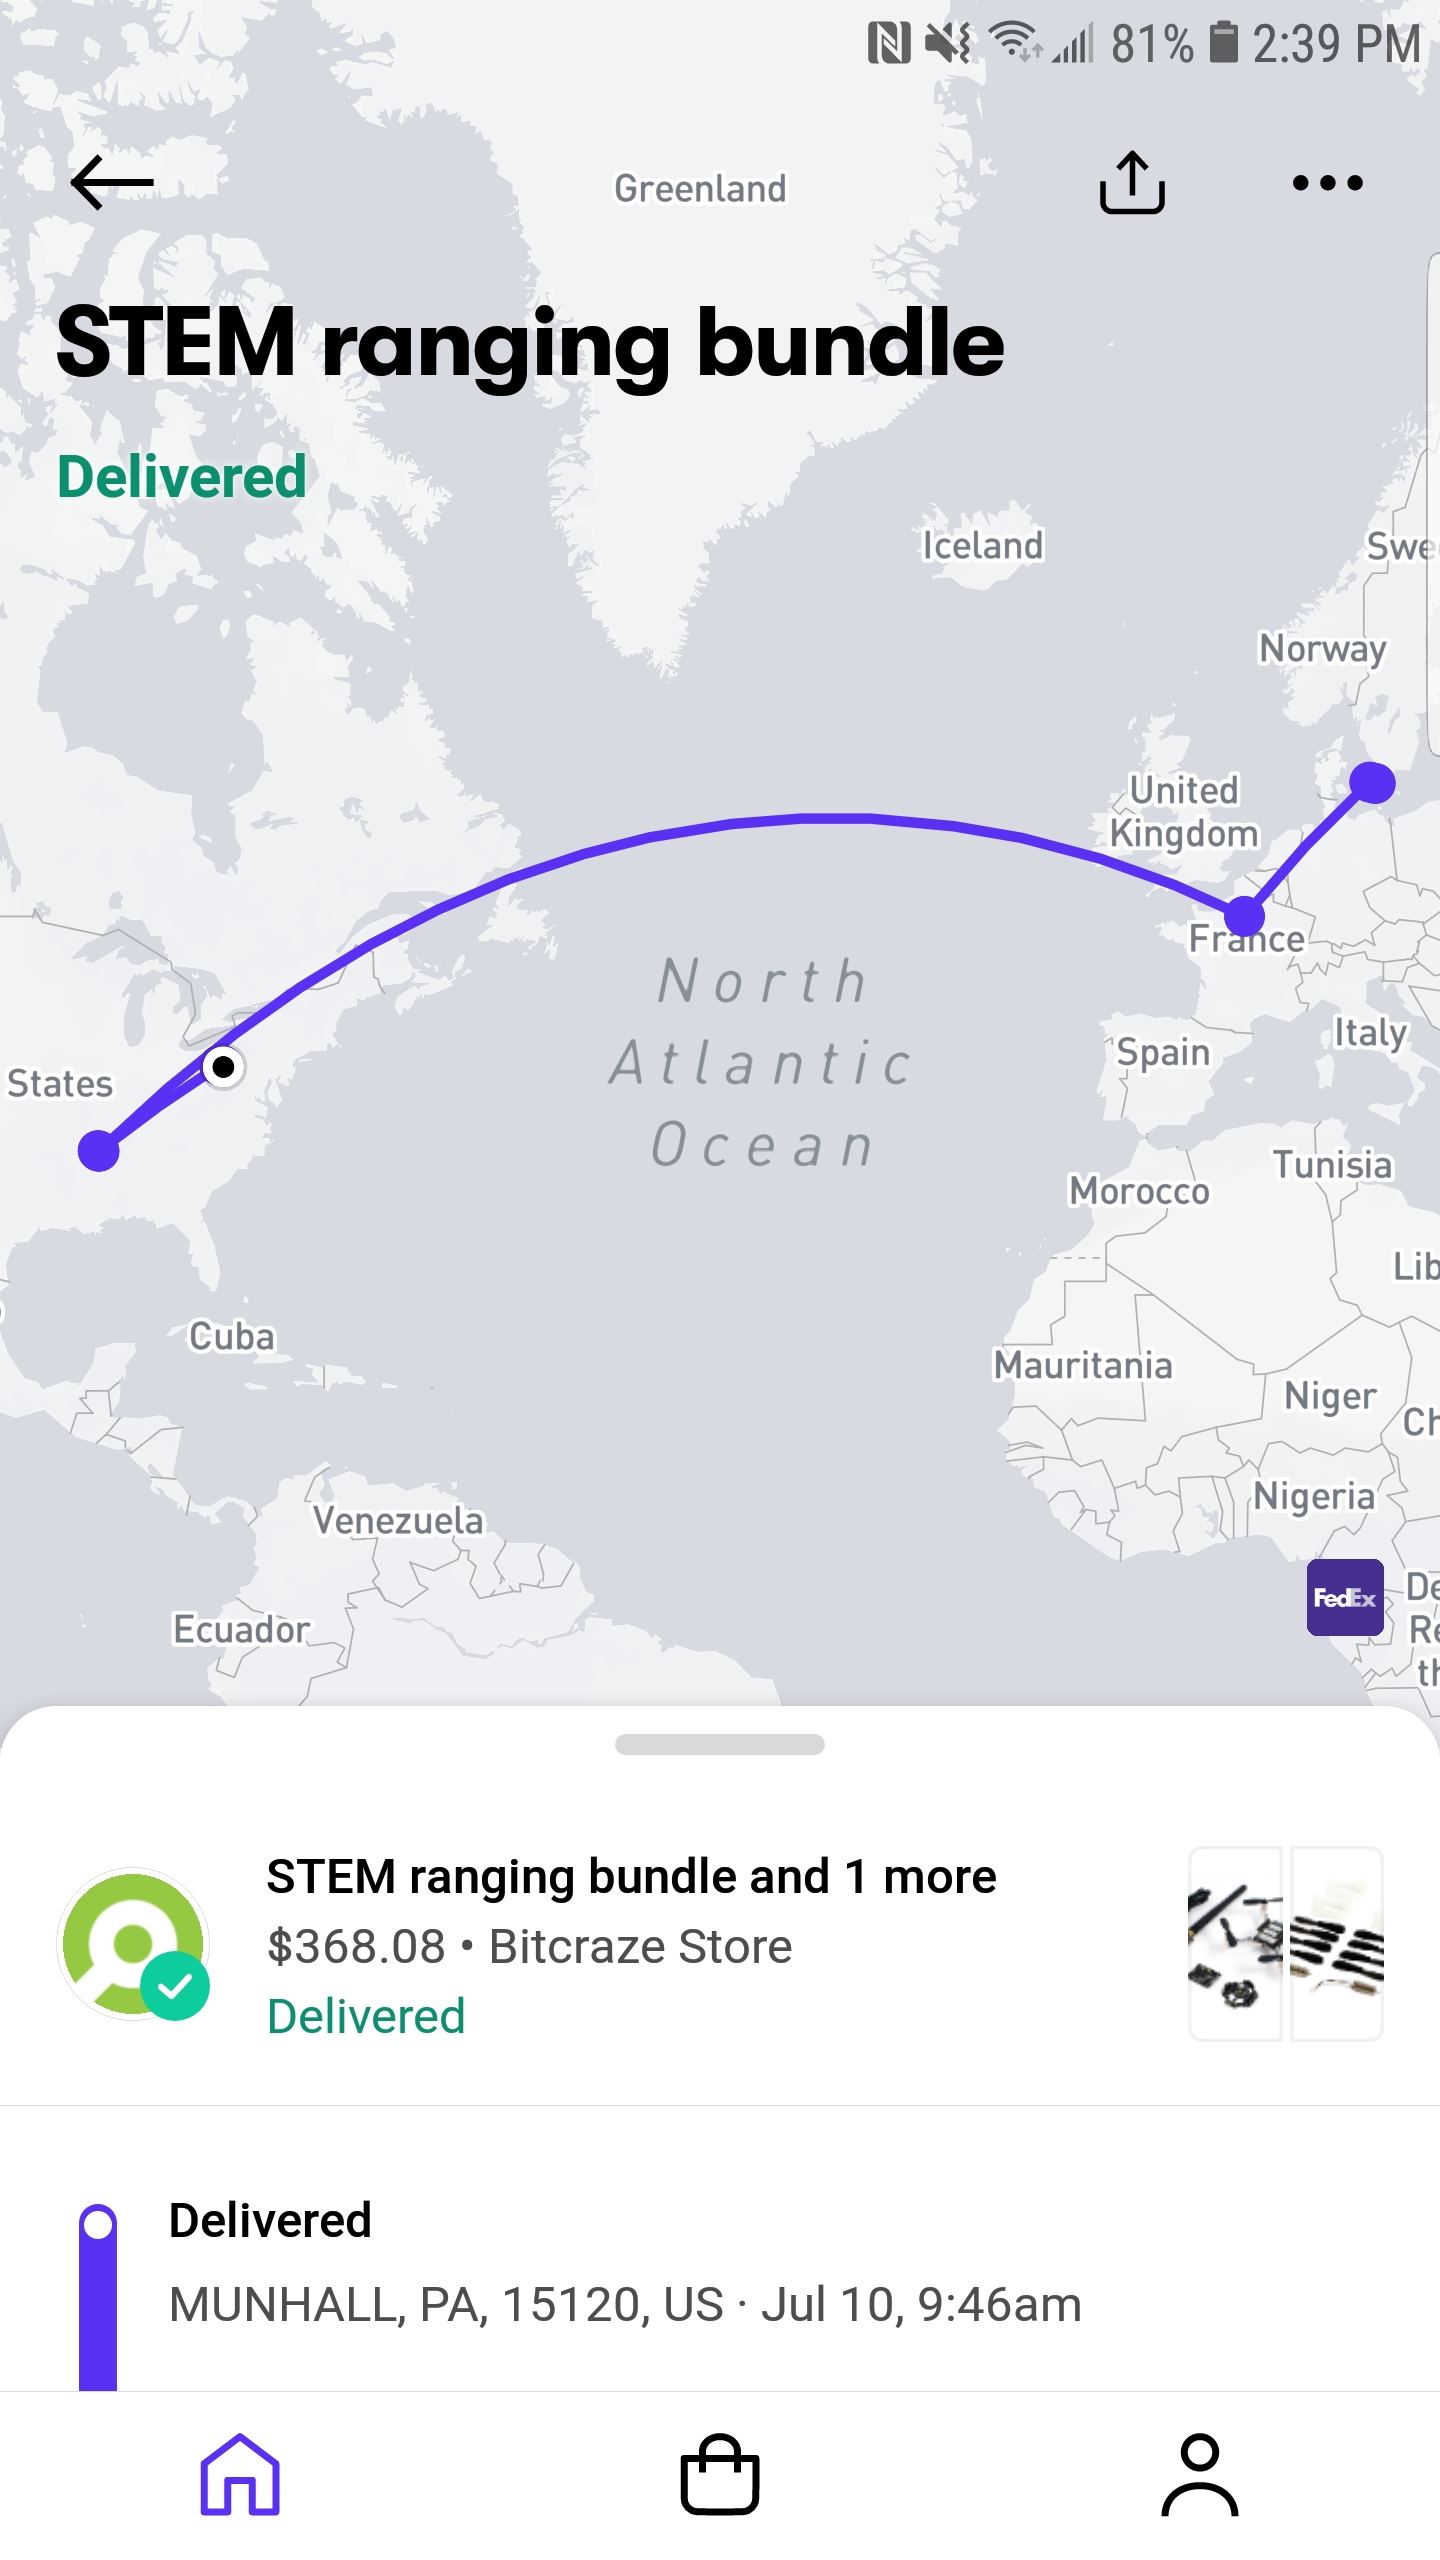 81% 2:39 PM
Greenland
STEM ranging bundle
Delivered
Iceland
Swe
Norway
United
Kingdom
France
North
Atlantic
Ocean
Italy
Spain
States
Tunisia
Morocco
Lib
Cuba
Mauritania
Niger
Ch
Nigeria
Venezuela
FedEx
De
Ecuador
Re
th
STEM ranging bundle and 1 more
$368.08 • Bitcraze Store
Delivered
Delivered
MUNHALL, PA, 15120, US · Jul 10, 9:46am